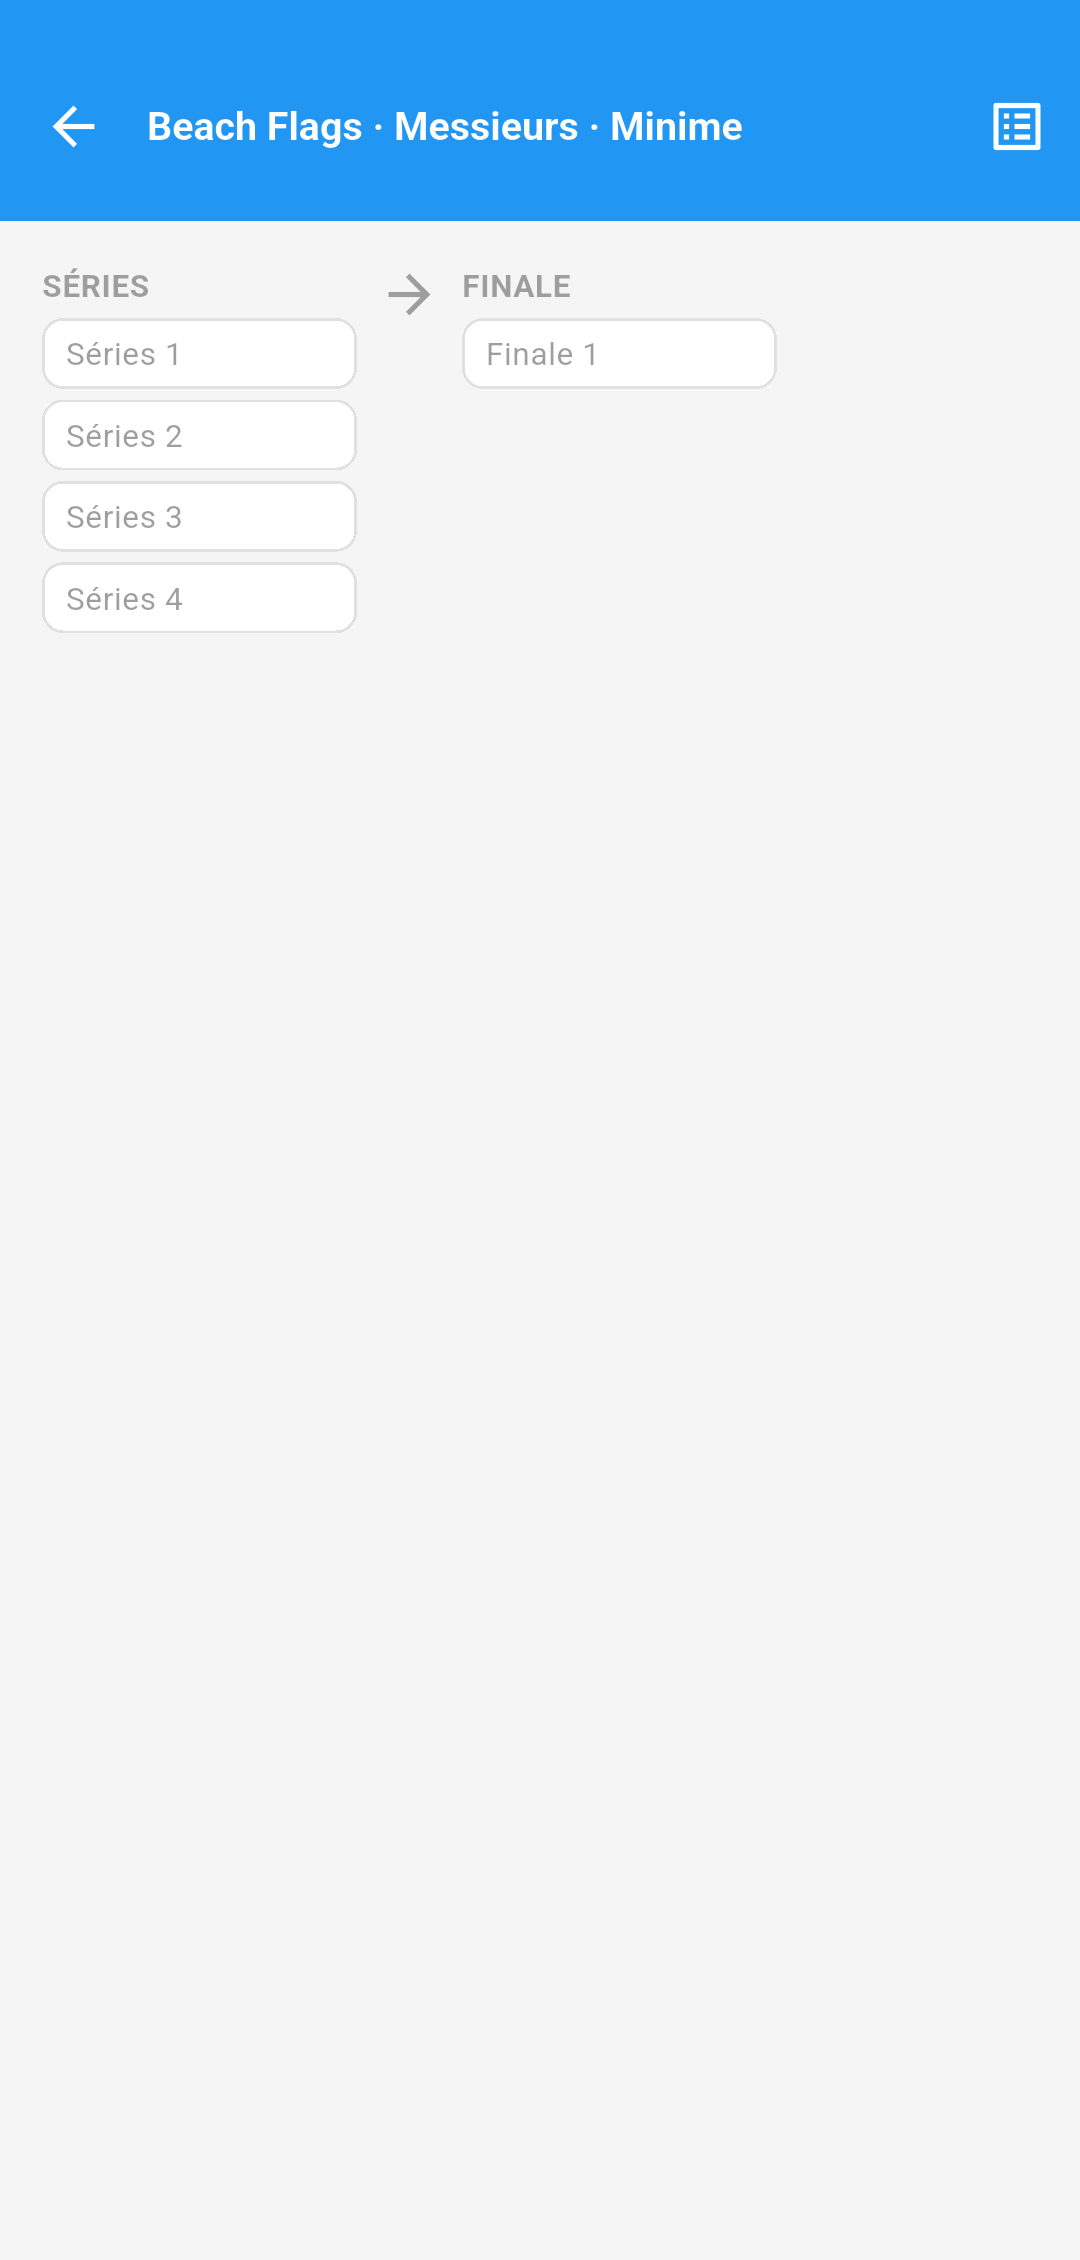 Beach Flags · Messieurs · Minime
SÉRIES
Séries 1
Séries 2
Séries 3
Séries 4
FINALE
Finale 1